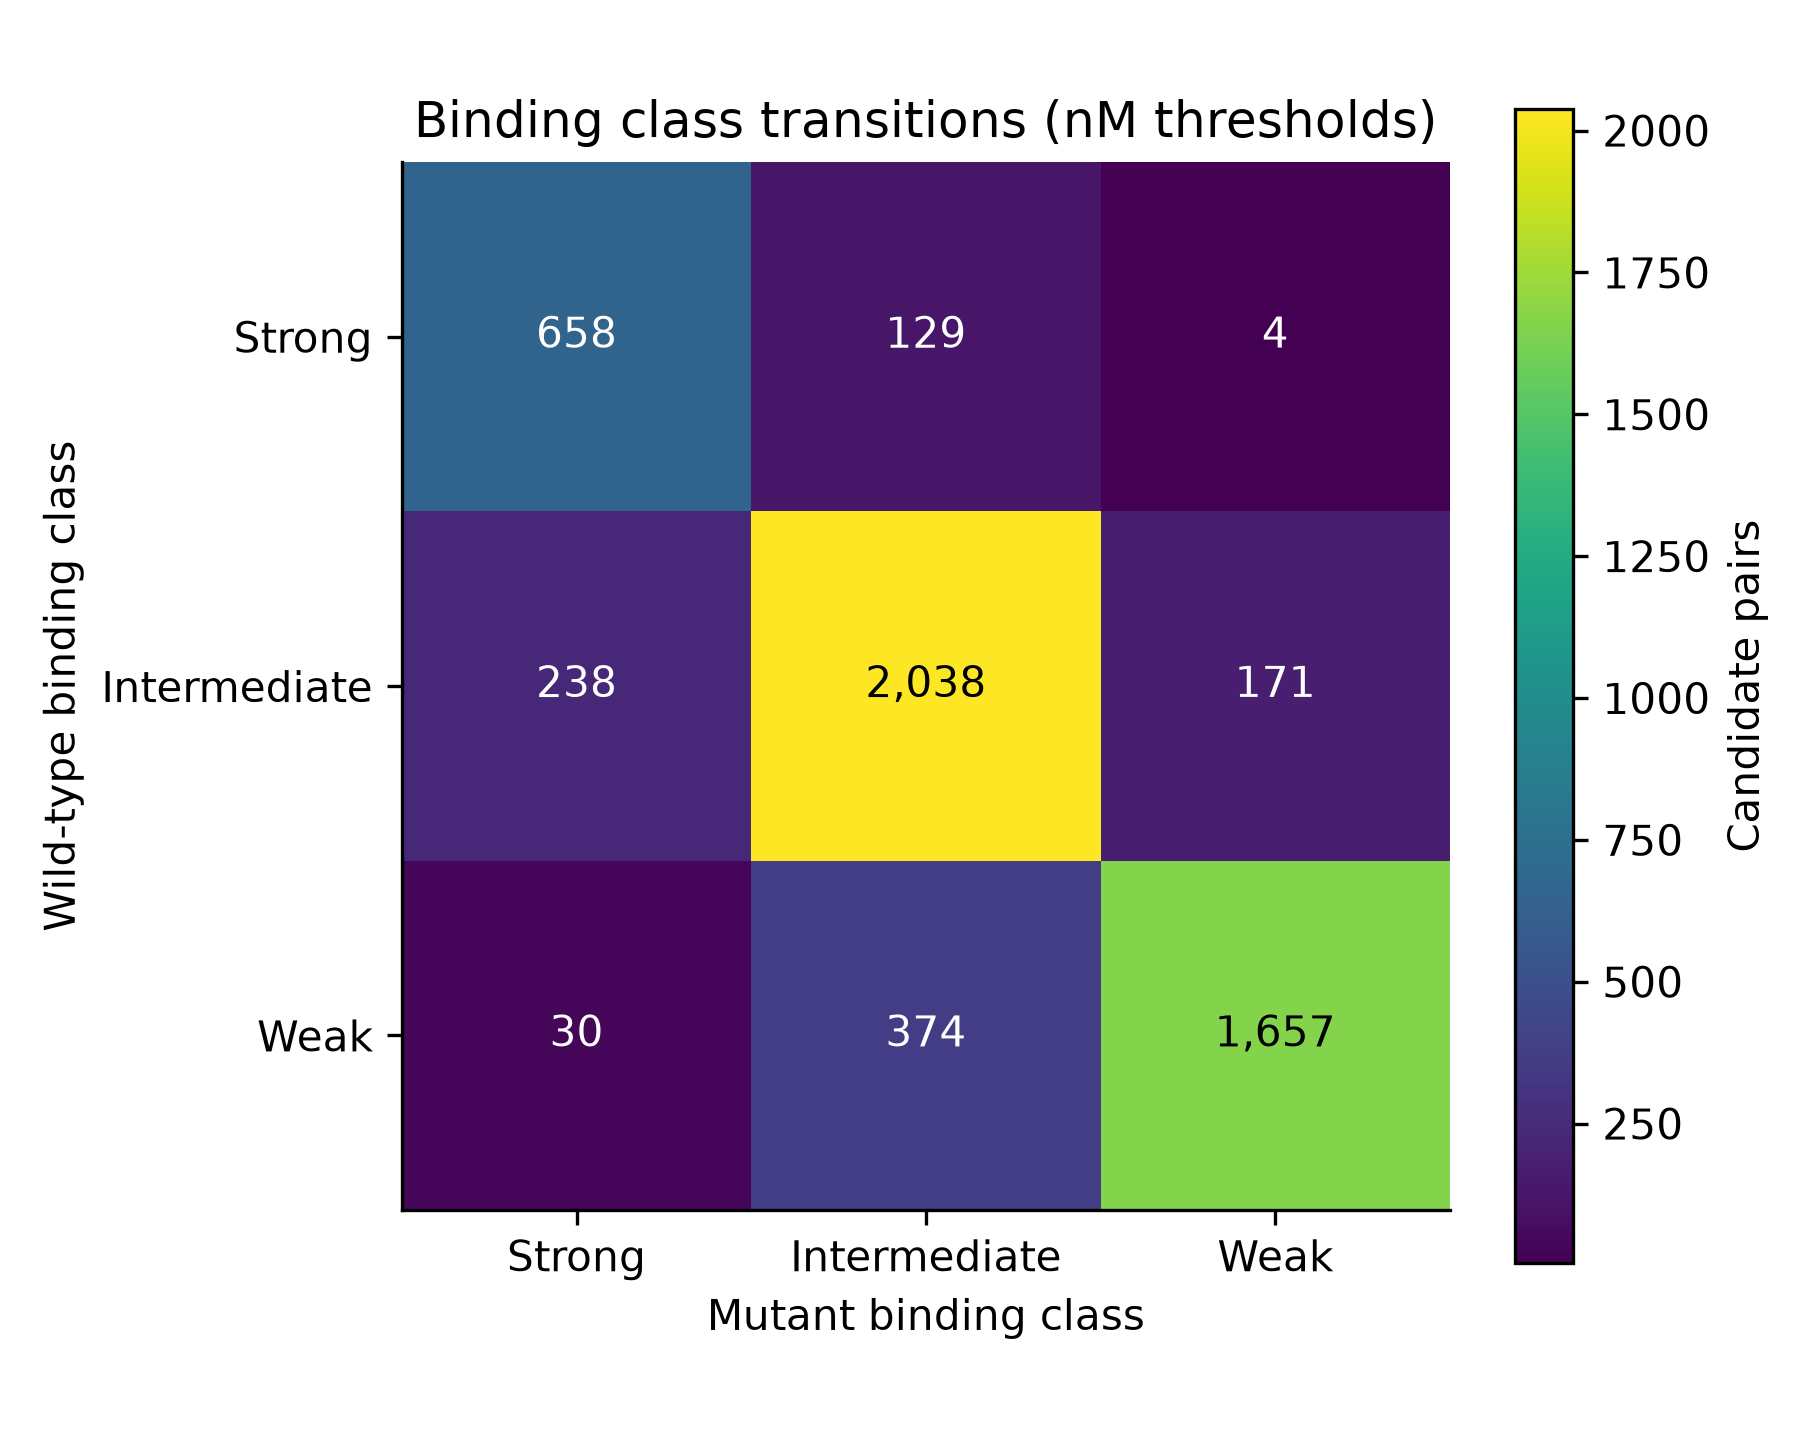 Binding class transitions (nM thresholds)
Wild-type binding class
Strong
Intermediate
Weak
658
129
4
238
2,038
171
30
374
1,657
Strong
Intermediate
Weak
Mutant binding class
2000
1750
1500
1250
1000
750
500
250
Candidate pairs